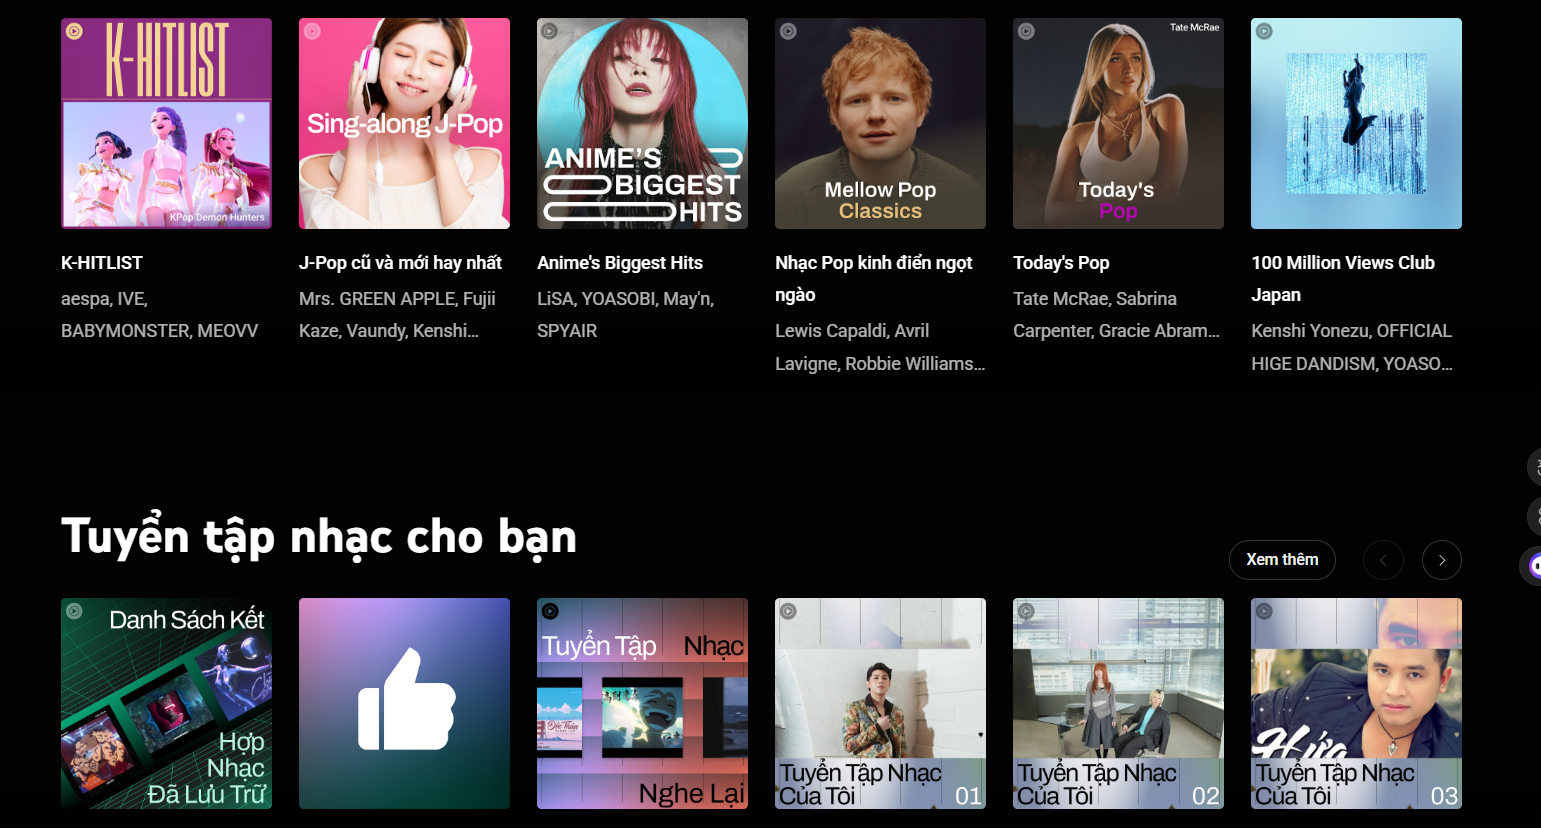 K-HITLIST
KPop Demon Hunters
Sing-along J-Pop
ANIME'S
BIGGEST
HITS
Mellow Pop
Classics
Tate McRae
Today's
Pop
K-HITLIST
aespa, IVE,
BABYMONSTER, MEOVV
J-Pop cũ và mới hay nhất
Mrs. GREEN APPLE, Fujii
Kaze, Vaundy, Kenshi...
Anime's Biggest Hits
LiSA, YOASOBI, May'n,
SPYAIR
Nhạc Pop kinh điển ngọt
ngào
Lewis Capaldi, Avril
Lavigne, Robbie Williams...
Today's Pop
Tate McRae, Sabrina
Carpenter, Gracie Abram...
100 Million Views Club
Japan
Kenshi Yonezu, OFFICIAL
HIGE DANDISM, YOASO...
Tuyển tập nhạc cho bạn
Xem thêm
Danh Sách Kết
Hợp
Nhạc
Đã Lưu Trữ
Tuyển Tập Nhạc
Độc Thân
Nghe Lại
Tuyển Tập Nhạc
Của Tôi 01
Tuyển Tập Nhạc
Của Tôi 02
Hứa
Tuyển Tập Nhạc
Của Tôi 03